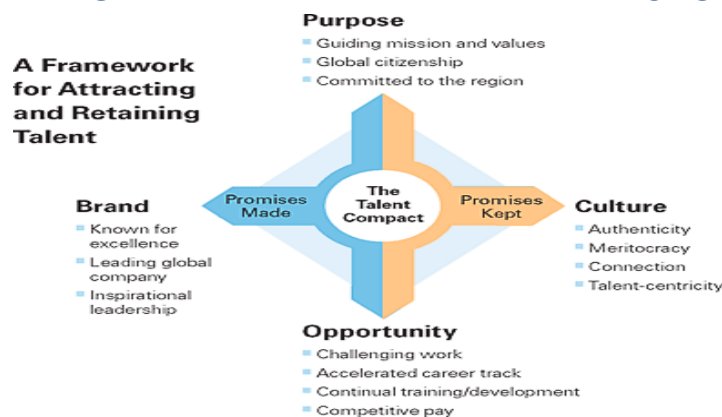 Purpose
Guiding mission and values
Global citizenship
Committed to the region
A Framework
for Attracting
and Retaining
Talent
Brand
Known for
excellence
Leading global
company
Inspirational
leadership
Promises
Made
The
Talent
Compact
Promises
Kept
Culture
Authenticity
Meritocracy
Connection
Talent-centricity
Opportunity
Challenging work
Accelerated career track
Continual training/development
Competitive pay